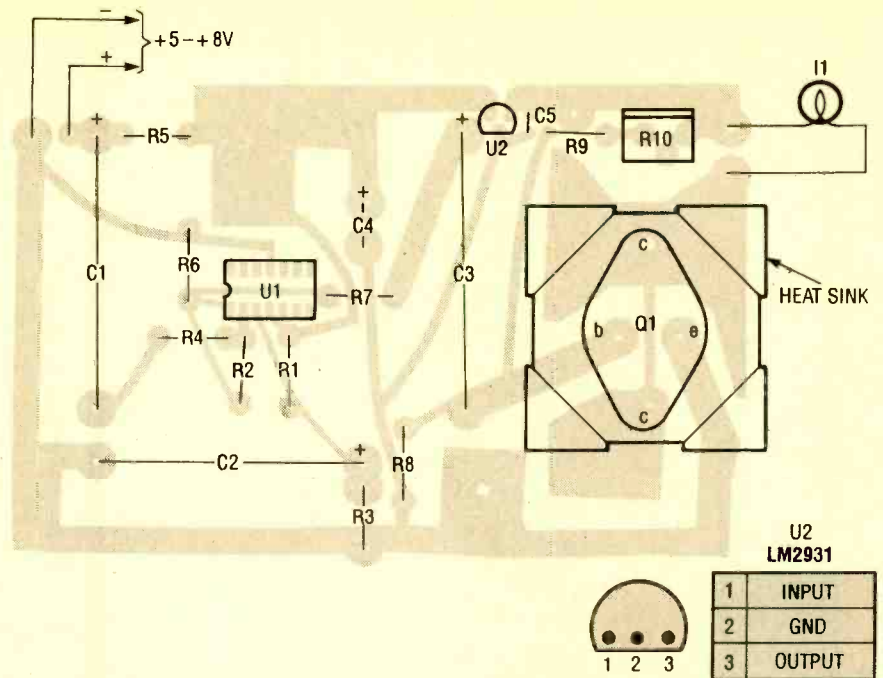 −
+5−+8V
+
I1
+
R5
+
U2
C5
R9
R10
+
C4
c
C1
R6
U1
R7
C3
HEAT SINK
b
Q1
e
R4
R2
R1
c
C2
+
R8
R3
U2
LM2931
1 INPUT
2 GND
3 OUTPUT
1 2 3